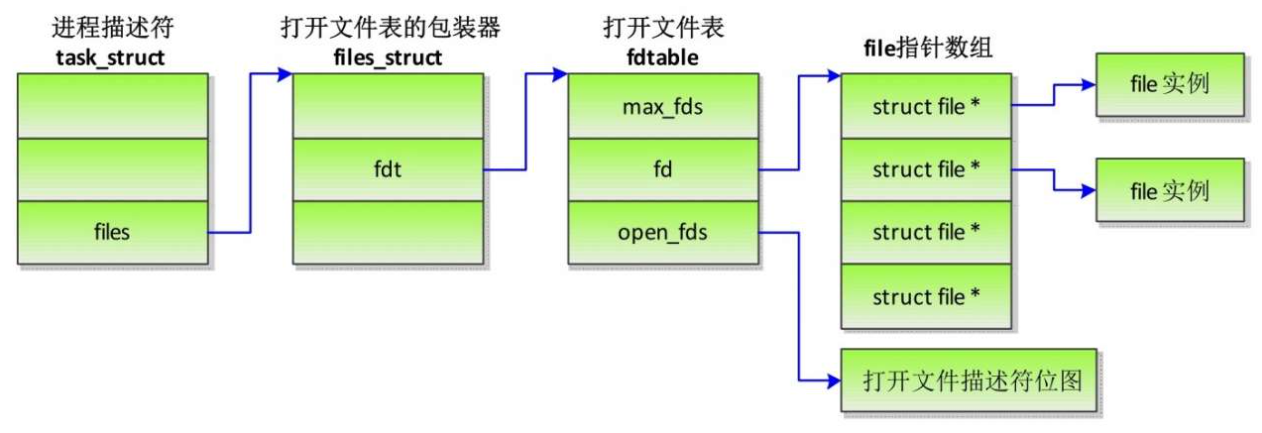 进程描述符
task_struct
files
打开文件表的包装器
files_struct
fdt
打开文件表
fdtable
max_fds
fd
open_fds
file指针数组
struct file *
struct file *
struct file *
struct file *
file 实例
file 实例
打开文件描述符位图